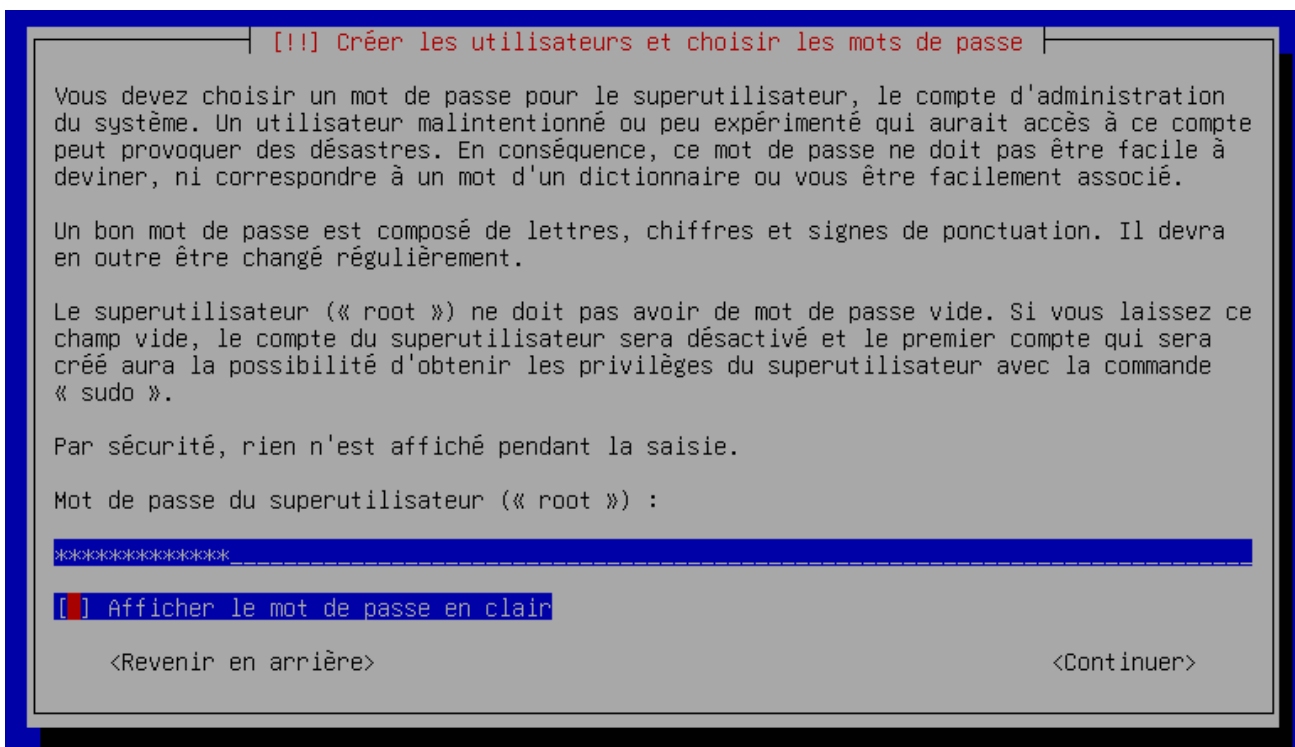 [!!] Créer les utilisateurs et choisir les mots de passe
Vous devez choisir un mot de passe pour le superutilisateur, le compte d'administration
du système. Un utilisateur malintentionné ou peu expérimenté qui aurait accès à ce compte
peut provoquer des désastres. En conséquence, ce mot de passe ne doit pas être facile à
deviner, ni correspondre à un mot d'un dictionnaire ou vous être facilement associé.
Un bon mot de passe est composé de lettres, chiffres et signes de ponctuation. Il devra
en outre être changé régulièrement.
Le superutilisateur (« root ») ne doit pas avoir de mot de passe vide. Si vous laissez ce
champ vide, le compte du superutilisateur sera désactivé et le premier compte qui sera
créé aura la possibilité d'obtenir les privilèges du superutilisateur avec la commande
« sudo ».
Par sécurité, rien n'est affiché pendant la saisie.
Mot de passe du superutilisateur (« root ») :
*************
[ ] Afficher le mot de passe en clair
<Revenir en arrière> <Continuer>